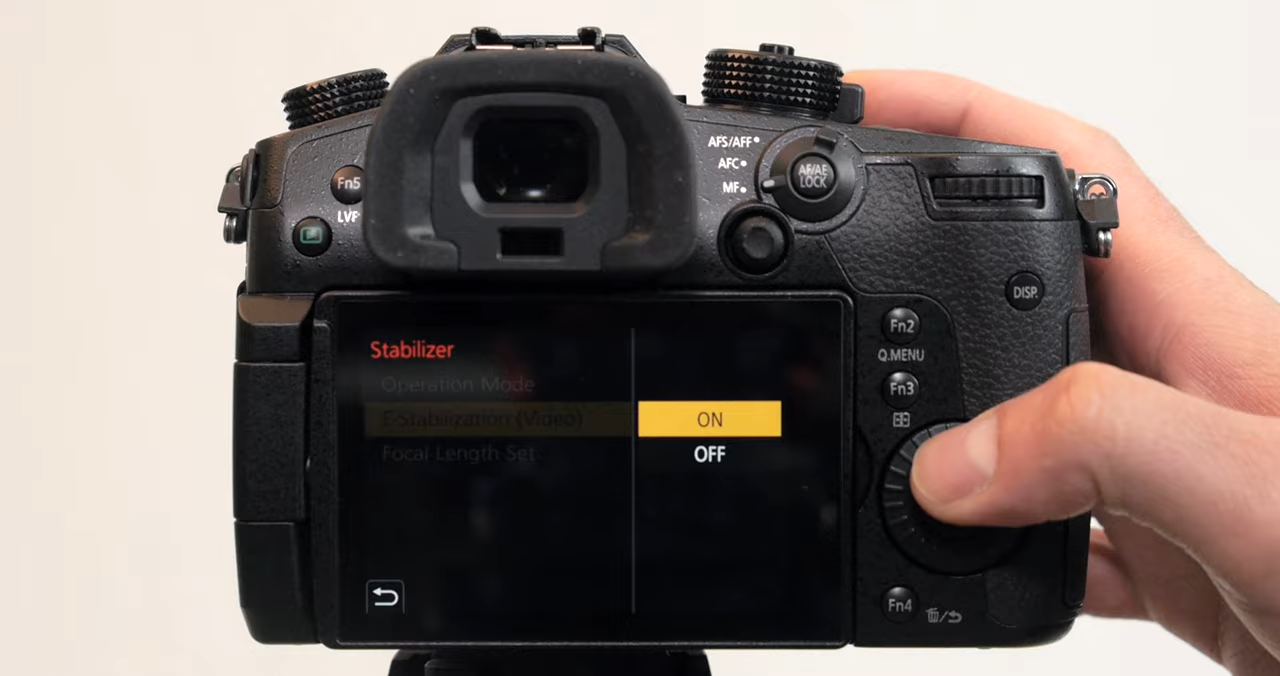 AFS/AFF
AFC
MF
AF/AE
LOCK
Fn5
LVF
DISP.
Fn2
Q.MENU
Fn3
Stabilizer
Operation Mode
E-Stabilization (Video)
ON
Focal Length Set
OFF
Fn4